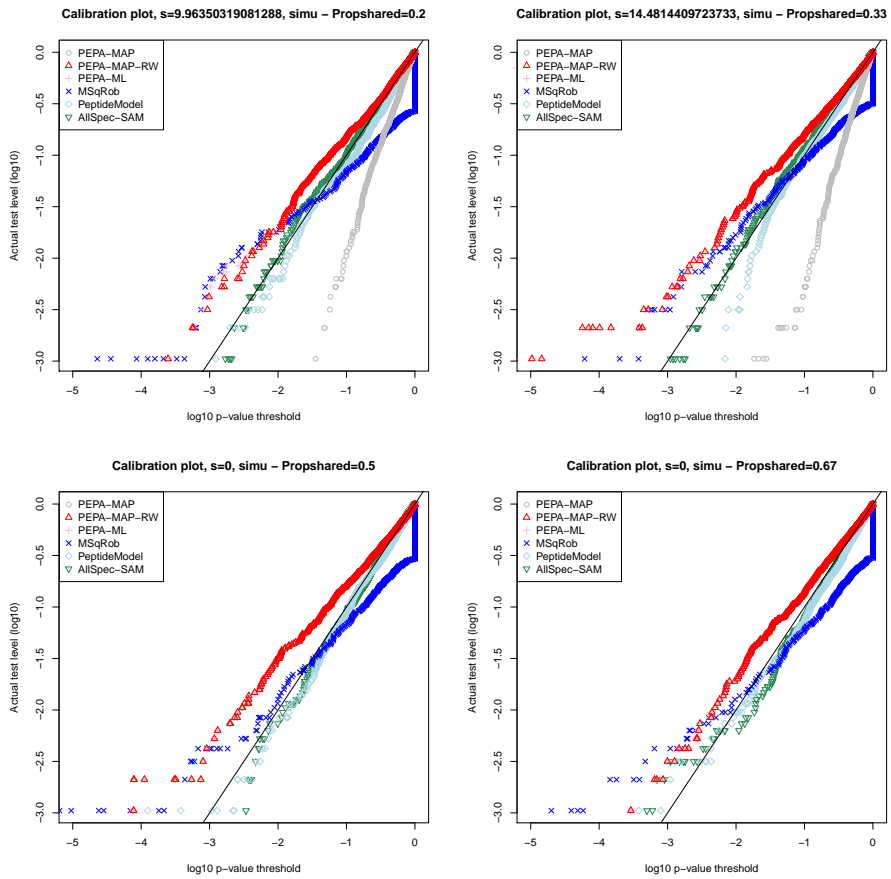 Calibration plot, s=9.96350319081288, simu − Propshared=0.2
Actual test level (log10)
0.0
−0.5
−1.0
−1.5
−2.0
−2.5
−3.0
PEPA−MAP
PEPA−MAP−RW
PEPA−ML
MSqRob
PeptideModel
AllSpec−SAM
−5 −4 −3 −2 −1 0
log10 p−value threshold
Calibration plot, s=14.4814409723733, simu − Propshared=0.33
Actual test level (log10)
0.0
−0.5
−1.0
−1.5
−2.0
−2.5
−3.0
PEPA−MAP
PEPA−MAP−RW
PEPA−ML
MSqRob
PeptideModel
AllSpec−SAM
−5 −4 −3 −2 −1 0
log10 p−value threshold
Calibration plot, s=0, simu − Propshared=0.5
Actual test level (log10)
0.0
−0.5
−1.0
−1.5
−2.0
−2.5
−3.0
PEPA−MAP
PEPA−MAP−RW
PEPA−ML
MSqRob
PeptideModel
AllSpec−SAM
−5 −4 −3 −2 −1 0
log10 p−value threshold
Calibration plot, s=0, simu − Propshared=0.67
Actual test level (log10)
0.0
−0.5
−1.0
−1.5
−2.0
−2.5
−3.0
PEPA−MAP
PEPA−MAP−RW
PEPA−ML
MSqRob
PeptideModel
AllSpec−SAM
−5 −4 −3 −2 −1 0
log10 p−value threshold